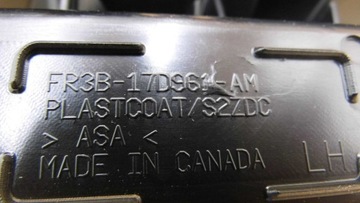 FR3B-17D961-AM
PLASTCOAT/S2ZDC
> ASA <
MADE IN CANADA
LH